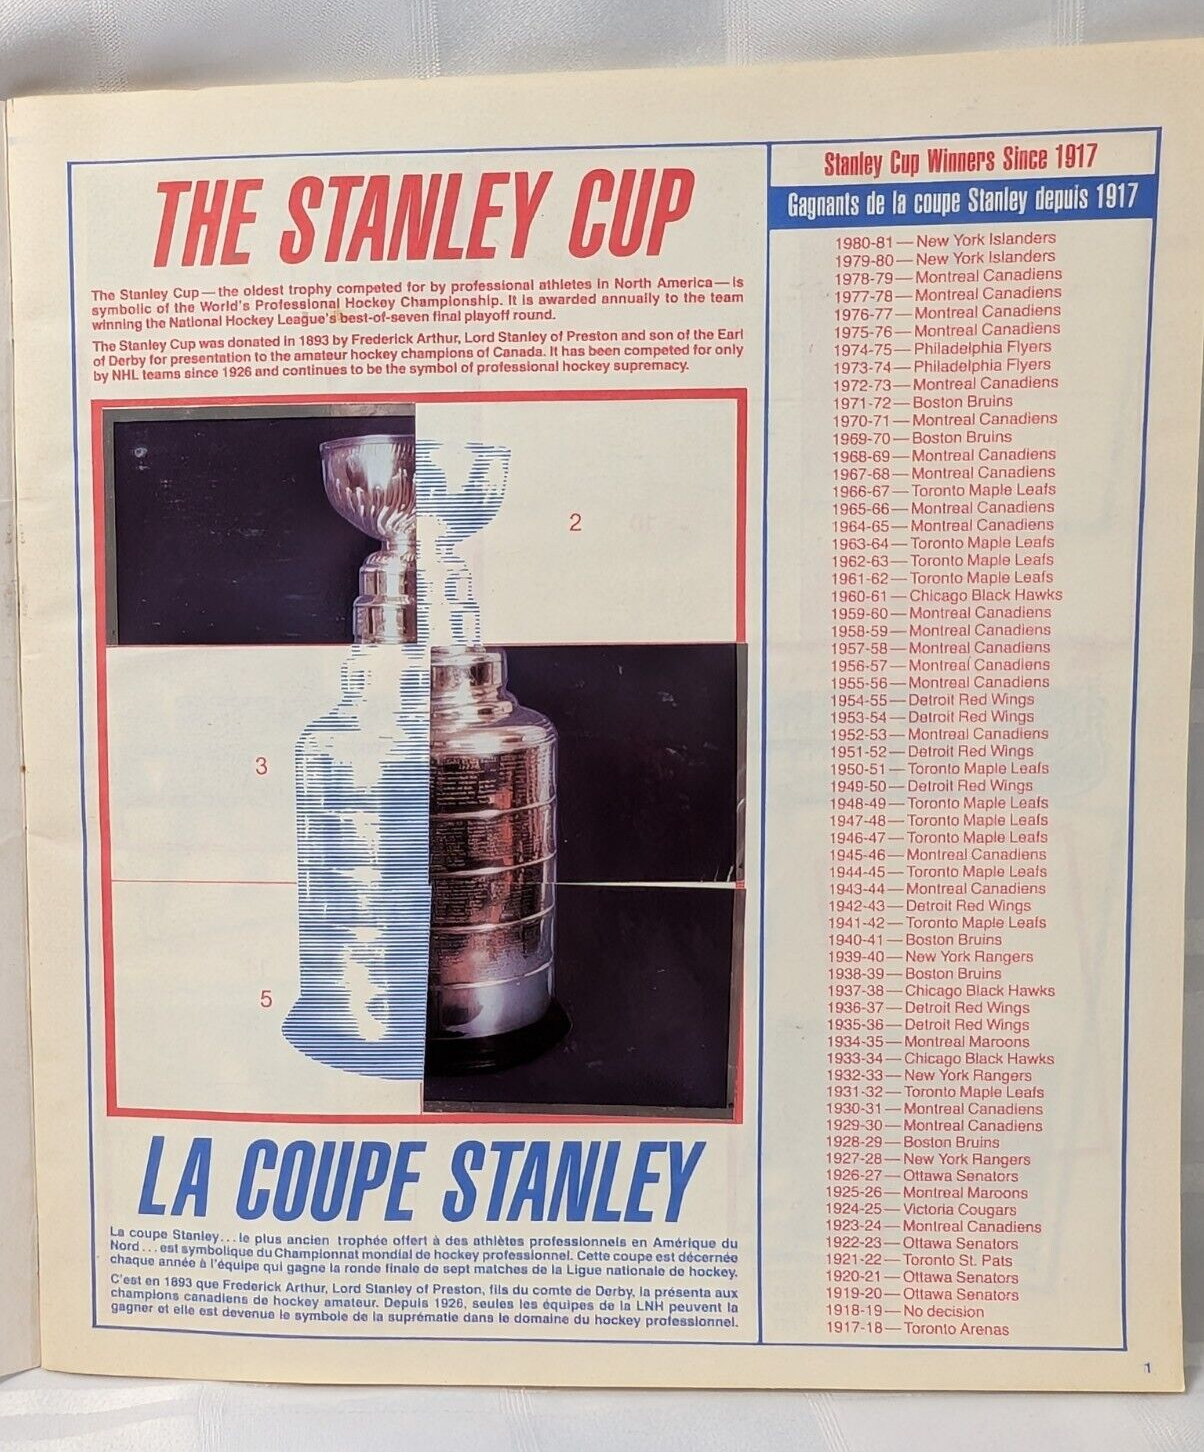 THE STANLEY CUP
The Stanley Cup—the oldest trophy competed for by professional athletes in North America—is
symbolic of the World's Professional Hockey Championship. It is awarded annually to the team
winning the National Hockey League's best-of-seven final playoff round.
The Stanley Cup was donated in 1893 by Frederick Arthur, Lord Stanley of Preston and son of the Earl
of Derby for presentation to the amateur hockey champions of Canada. It has been competed for only
by NHL teams since 1926 and continues to be the symbol of professional hockey supremacy.
2
3
5
LA COUPE STANLEY
La coupe Stanley...le plus ancien trophée offert à des athlètes professionnels en Amérique du
Nord...est symbolique du Championnat mondial de hockey professionnel. Cette coupe est décernée
chaque année à l'équipe qui gagne la ronde finale de sept matches de la Ligue nationale de hockey.
C'est en 1893 que Frederick Arthur, Lord Stanley of Preston, fils du comte de Derby, la présenta aux
champions canadiens de hockey amateur. Depuis 1926, seules les équipes de la LNH peuvent la
gagner et elle est devenue le symbole de la suprématie dans le domaine du hockey professionnel.
Stanley Cup Winners Since 1917
Gagnants de la coupe Stanley depuis 1917
1980-81—New York Islanders
1979-80—New York Islanders
1978-79—Montreal Canadiens
1977-78—Montreal Canadiens
1976-77—Montreal Canadiens
1975-76—Montreal Canadiens
1974-75—Philadelphia Flyers
1973-74—Philadelphia Flyers
1972-73—Montreal Canadiens
1971-72—Boston Bruins
1970-71—Montreal Canadiens
1969-70—Boston Bruins
1968-69—Montreal Canadiens
1967-68—Montreal Canadiens
1966-67—Toronto Maple Leafs
1965-66—Montreal Canadiens
1964-65—Montreal Canadiens
1963-64—Toronto Maple Leafs
1962-63—Toronto Maple Leafs
1961-62—Toronto Maple Leafs
1960-61—Chicago Black Hawks
1959-60—Montreal Canadiens
1958-59—Montreal Canadiens
1957-58—Montreal Canadiens
1956-57—Montreal Canadiens
1955-56—Montreal Canadiens
1954-55—Detroit Red Wings
1953-54—Detroit Red Wings
1952-53—Montreal Canadiens
1951-52—Detroit Red Wings
1950-51—Toronto Maple Leafs
1949-50—Detroit Red Wings
1948-49—Toronto Maple Leafs
1947-48—Toronto Maple Leafs
1946-47—Toronto Maple Leafs
1945-46—Montreal Canadiens
1944-45—Toronto Maple Leafs
1943-44—Montreal Canadiens
1942-43—Detroit Red Wings
1941-42—Toronto Maple Leafs
1940-41—Boston Bruins
1939-40—New York Rangers
1938-39—Boston Bruins
1937-38—Chicago Black Hawks
1936-37—Detroit Red Wings
1935-36—Detroit Red Wings
1934-35—Montreal Maroons
1933-34—Chicago Black Hawks
1932-33—New York Rangers
1931-32—Toronto Maple Leafs
1930-31—Montreal Canadiens
1929-30—Montreal Canadiens
1928-29—Boston Bruins
1927-28—New York Rangers
1926-27—Ottawa Senators
1925-26—Montreal Maroons
1924-25—Victoria Cougars
1923-24—Montreal Canadiens
1922-23—Ottawa Senators
1921-22—Toronto St. Pats
1920-21—Ottawa Senators
1919-20—Ottawa Senators
1918-19—No decision
1917-18—Toronto Arenas
1